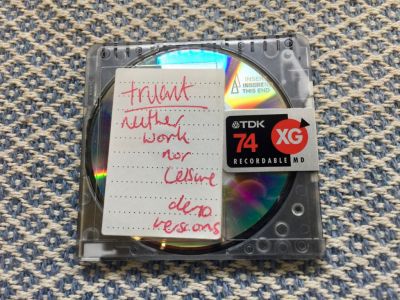 truant
neither
work
nor
leisure
demo
versions
INSERT
THIS END
TDK
74
XG
RECORDABLE MD